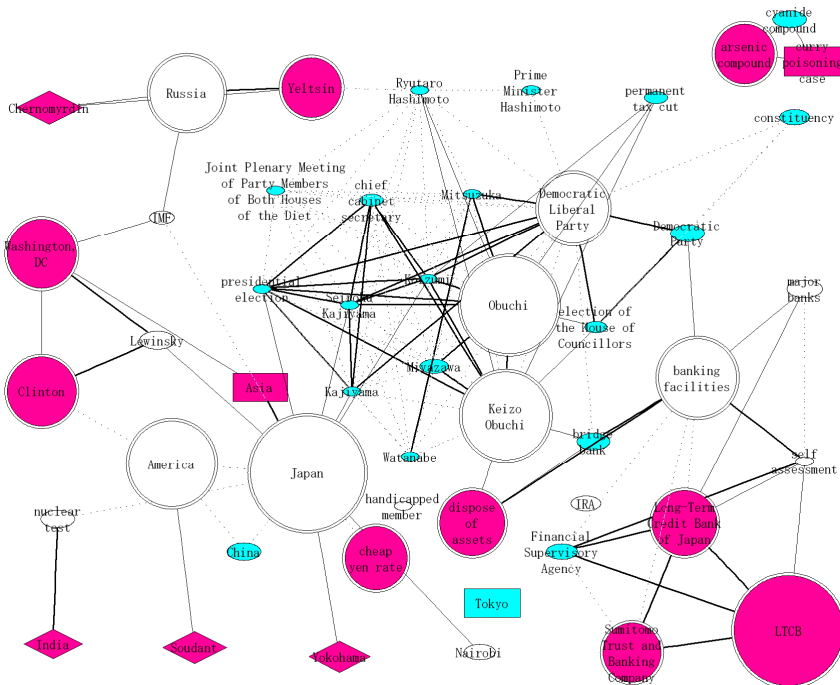 cyanide
compound
arsenic
compound
curry
poisoning
case
Russia
Yeltsin
Chernomyrdin
Ryutaro
Hashimoto
Prime
Minister
Hashimoto
permanent
tax cut
constituency
Joint Plenary Meeting
of Party Members
of Both Houses
of the Diet
chief
cabinet
secretary
Mitsuzuka
Democratic
Liberal
Party
IMF
Washington,
DC
Democratic
Party
presidential
election
Koizumi
Seiroku
Kajiyama
Obuchi
election of
the House of
Councillors
major
banks
Lewinsky
Clinton
Asia
Kajiyama
Miyazawa
Keizo
Obuchi
banking
facilities
America
Japan
Watanabe
bridge
bank
self
assessment
nuclear
test
handicapped
member
dispose
of
assets
IRA
Long-Term
Credit Bank
of Japan
China
cheap
yen rate
Financial
Supervisory
Agency
Tokyo
India
Soudant
Yokohama
Nairobi
Sumitomo
Trust and
Banking
Company
LTCB